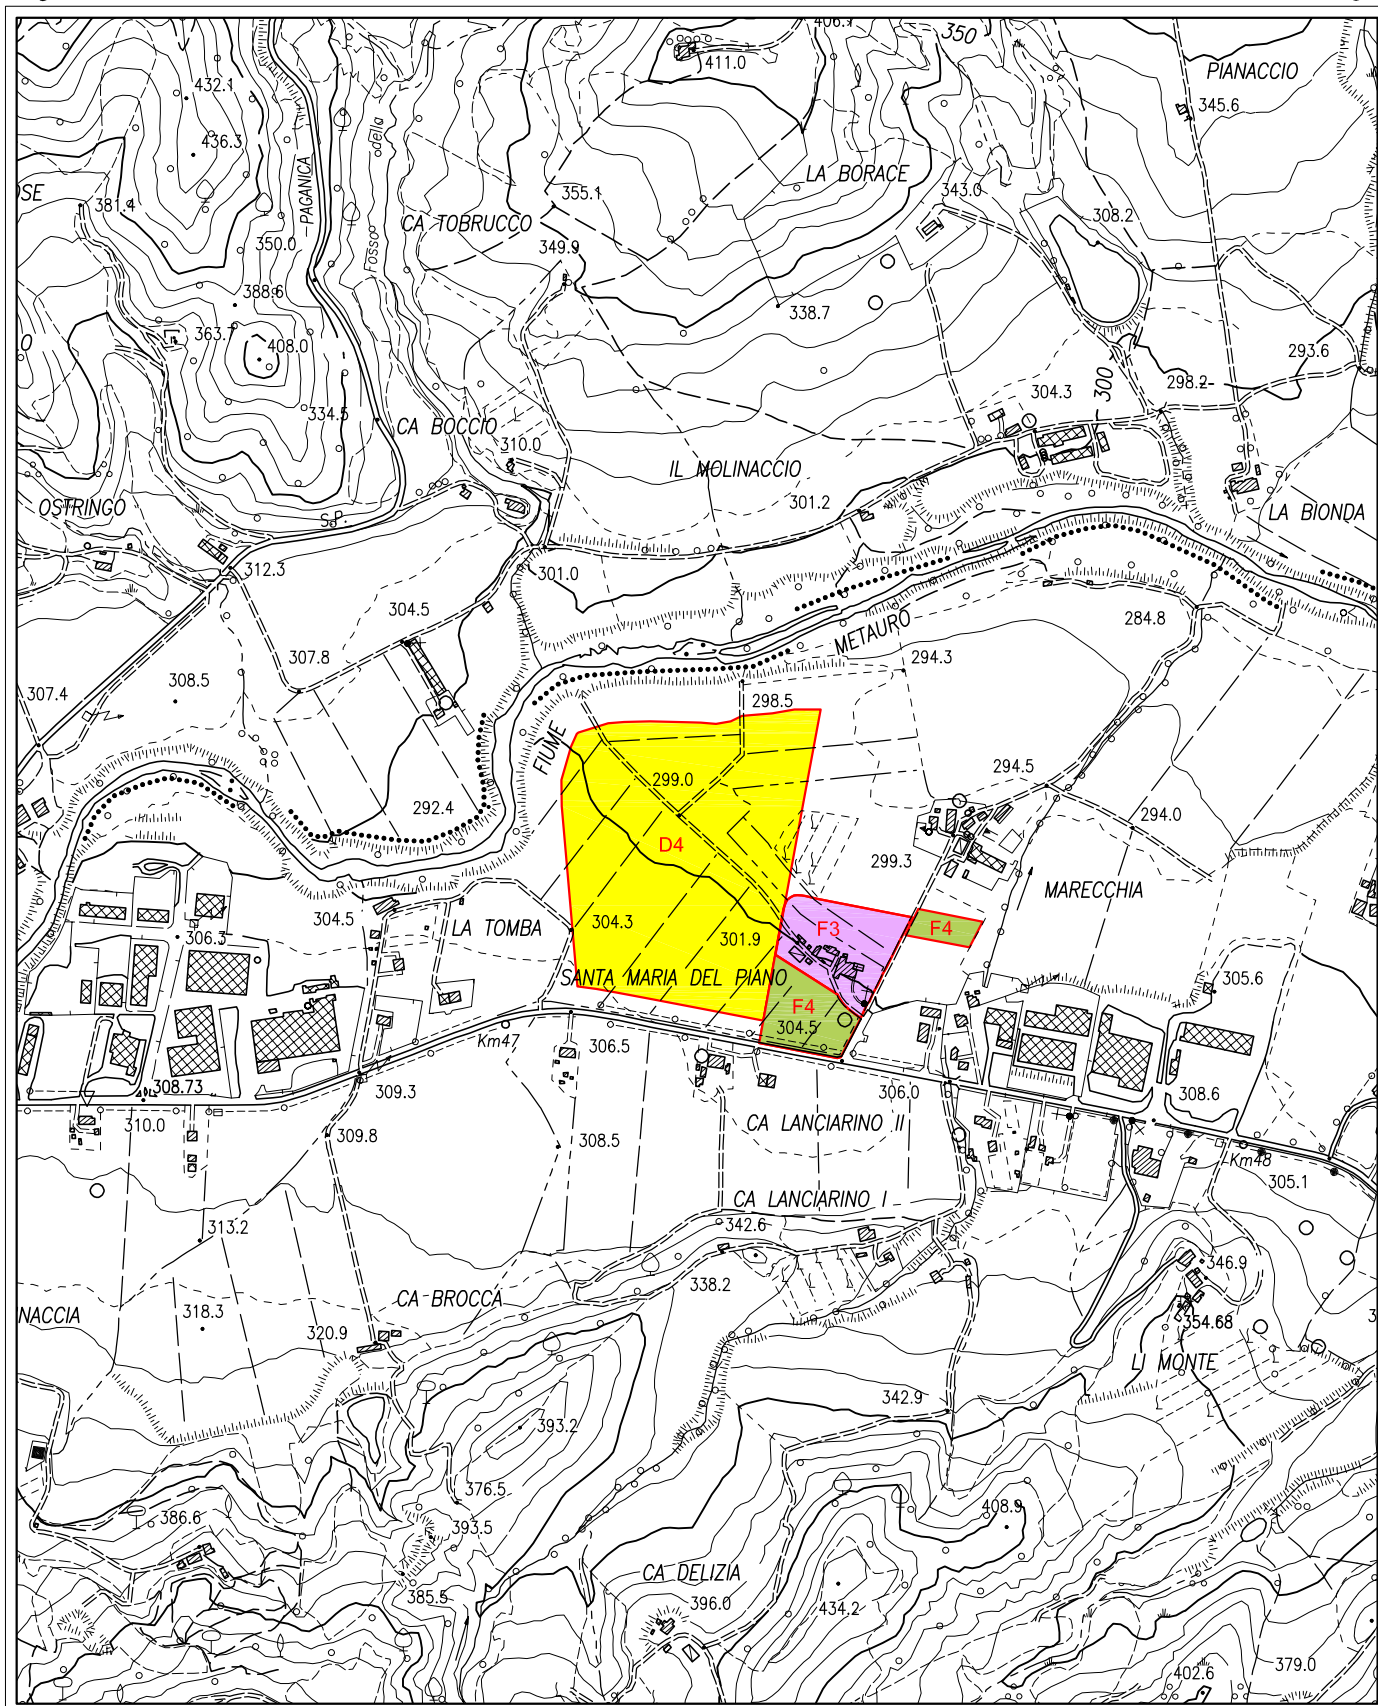 406.1
350
411.0
PIANACCIO
345.6
432.1
436.3
PAGANICA
della
Fosso
LA BORACE
343.0
308.2
OSE
381.4
355.1
CA TOBRUCCO
350.0
349.9
388.6
363.7
408.0
338.7
293.6
334.5
304.3
300
298.2
CA BOCCIO
310.0
IL MOLINACCIO
301.2
OSTRINGO
S.P.
LA BIONDA
312.3
301.0
304.5
284.8
METAURO
294.3
307.8
308.5
307.4
298.5
FIUME
299.0
294.5
292.4
294.0
D4
299.3
MARECCHIA
304.5
LA TOMBA
304.3
301.9
F3
F4
306.3
SANTA MARIA DEL PIANO
F4
304.5
305.6
Km47
306.5
308.73
309.3
306.0
308.6
310.0
309.8
308.5
CA LANCIARINO II
Km48
305.1
CA LANCIARINO I
313.2
342.6
346.9
338.2
CA BROCCA
NACCIA
318.3
320.9
354.68
LI MONTE
342.9
393.2
376.5
386.6
393.5
408.9
CA DELIZIA
385.5
396.0
434.2
379.0
402.6